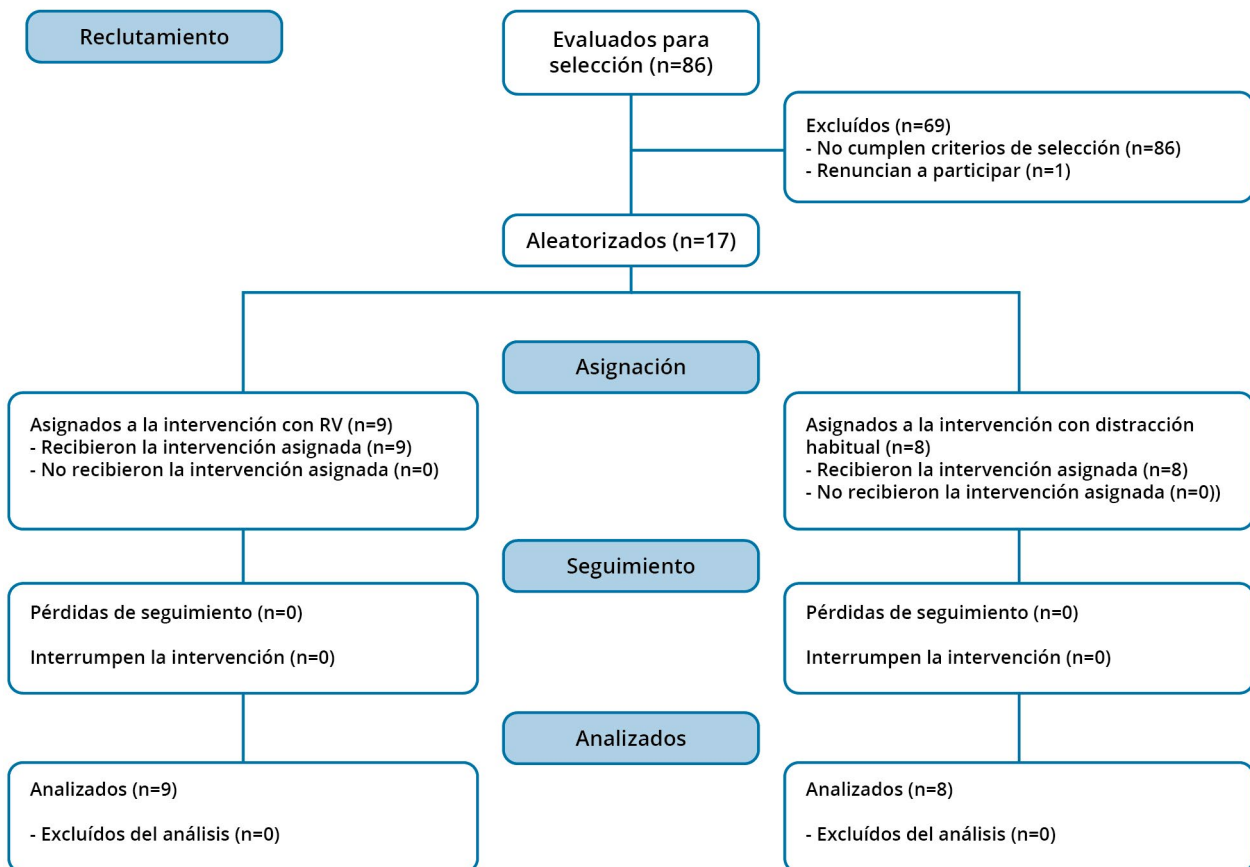 Reclutamiento
Evaluados para
selección (n=86)
Excluídos (n=69)
- No cumplen criterios de selección (n=86)
- Renuncian a participar (n=1)
Aleatorizados (n=17)
Asignación
Asignados a la intervención con RV (n=9)
- Recibieron la intervención asignada (n=9)
- No recibieron la intervención asignada (n=0)
Asignados a la intervención con distracción
habitual (n=8)
- Recibieron la intervención asignada (n=8)
- No recibieron la intervención asignada (n=0))
Seguimiento
Pérdidas de seguimiento (n=0)
Interrumpen la intervención (n=0)
Pérdidas de seguimiento (n=0)
Interrumpen la intervención (n=0)
Analizados
Analizados (n=9)
- Excluídos del análisis (n=0)
Analizados (n=8)
- Excluídos del análisis (n=0)